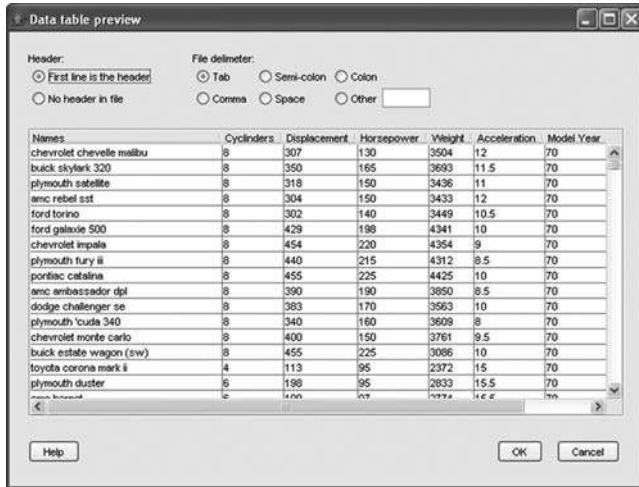 Data table preview
Header: File delimeter:
First line is the header Tab Semi-colon Colon
No header in file Comma Space Other
Names Cyclinders Displacement Horsepower Weight Acceleration Model Year
chevrolet chevelle malibu 8 307 130 3504 12 70
buick skylark 320 8 350 165 3693 11.5 70
plymouth satellite 8 318 150 3436 11 70
amc rebel sst 8 304 150 3433 12 70
ford torino 8 302 140 3449 10.5 70
ford galaxie 500 8 429 198 4341 10 70
chevrolet impala 8 454 220 4354 9 70
plymouth fury iii 8 440 215 4312 8.5 70
pontiac catalina 8 455 225 4425 10 70
amc ambassador dpl 8 390 190 3850 8.5 70
dodge challenger se 8 383 170 3563 10 70
plymouth 'cuda 340 8 340 160 3609 8 70
chevrolet monte carlo 8 400 150 3761 9.5 70
buick estate wagon (sw) 8 455 225 3086 10 70
toyota corona mark ii 4 113 95 2372 15 70
plymouth duster 6 198 95 2833 15.5 70
Help OK Cancel